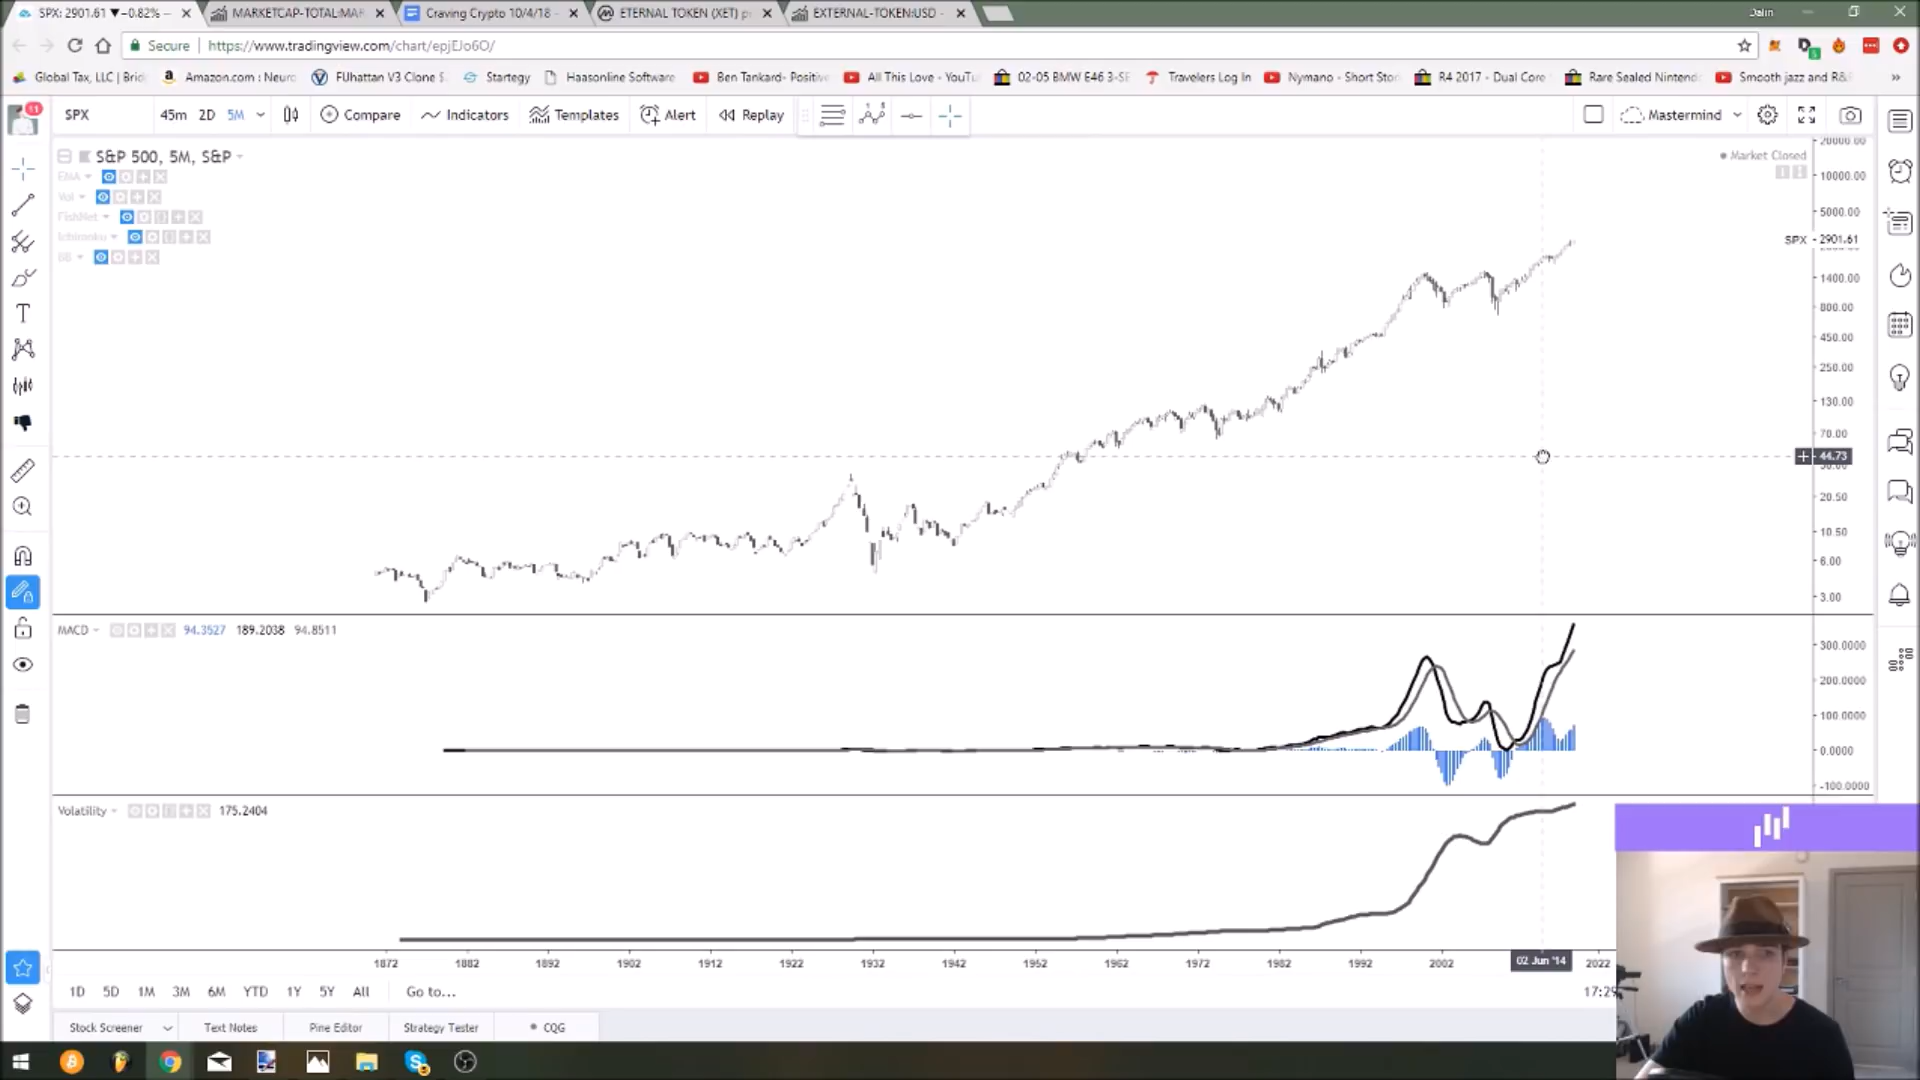 SPX: 2901.61 ▼−0.82% –
MARKETCAP-TOTAL:MAR
Craving Crypto 10/4/18 -
ETERNAL TOKEN (XET) p
EXTERNAL-TOKEN:USD -
Dalin
Secure | https://www.tradingview.com/chart/epjEJo6O/
Global Tax, LLC | Brid
Amazon.com : Neuro
FUhattan V3 Clone $
Startegy
Haasonline Software
Ben Tankard- Positive
All This Love - YouTu
02-05 BMW E46 3-SE
Travelers Log In
Nymano - Short Stor
R4 2017 - Dual Core
Rare Sealed Nintend
Smooth jazz and R&
»
11
SPX 45m 2D 5M Compare Indicators Templates Alert Replay Mastermind
S&P 500, 5M, S&P
Market Closed
EMA
Vol
FishNet
Ichimoku
BB
20000.00
10000.00
5000.00
SPX 2901.61
1400.00
800.00
450.00
250.00
130.00
70.00
44.73
20.50
10.50
6.00
3.00
MACD 94.3527 189.2038 94.8511
300.0000
200.0000
100.0000
0.0000
-100.0000
Volatility 175.2404
1872 1882 1892 1902 1912 1922 1932 1942 1952 1962 1972 1982 1992 2002 02 Jun '14 2022
1D 5D 1M 3M 6M YTD 1Y 5Y All Go to...
17:29
Stock Screener Text Notes Pine Editor Strategy Tester CQG